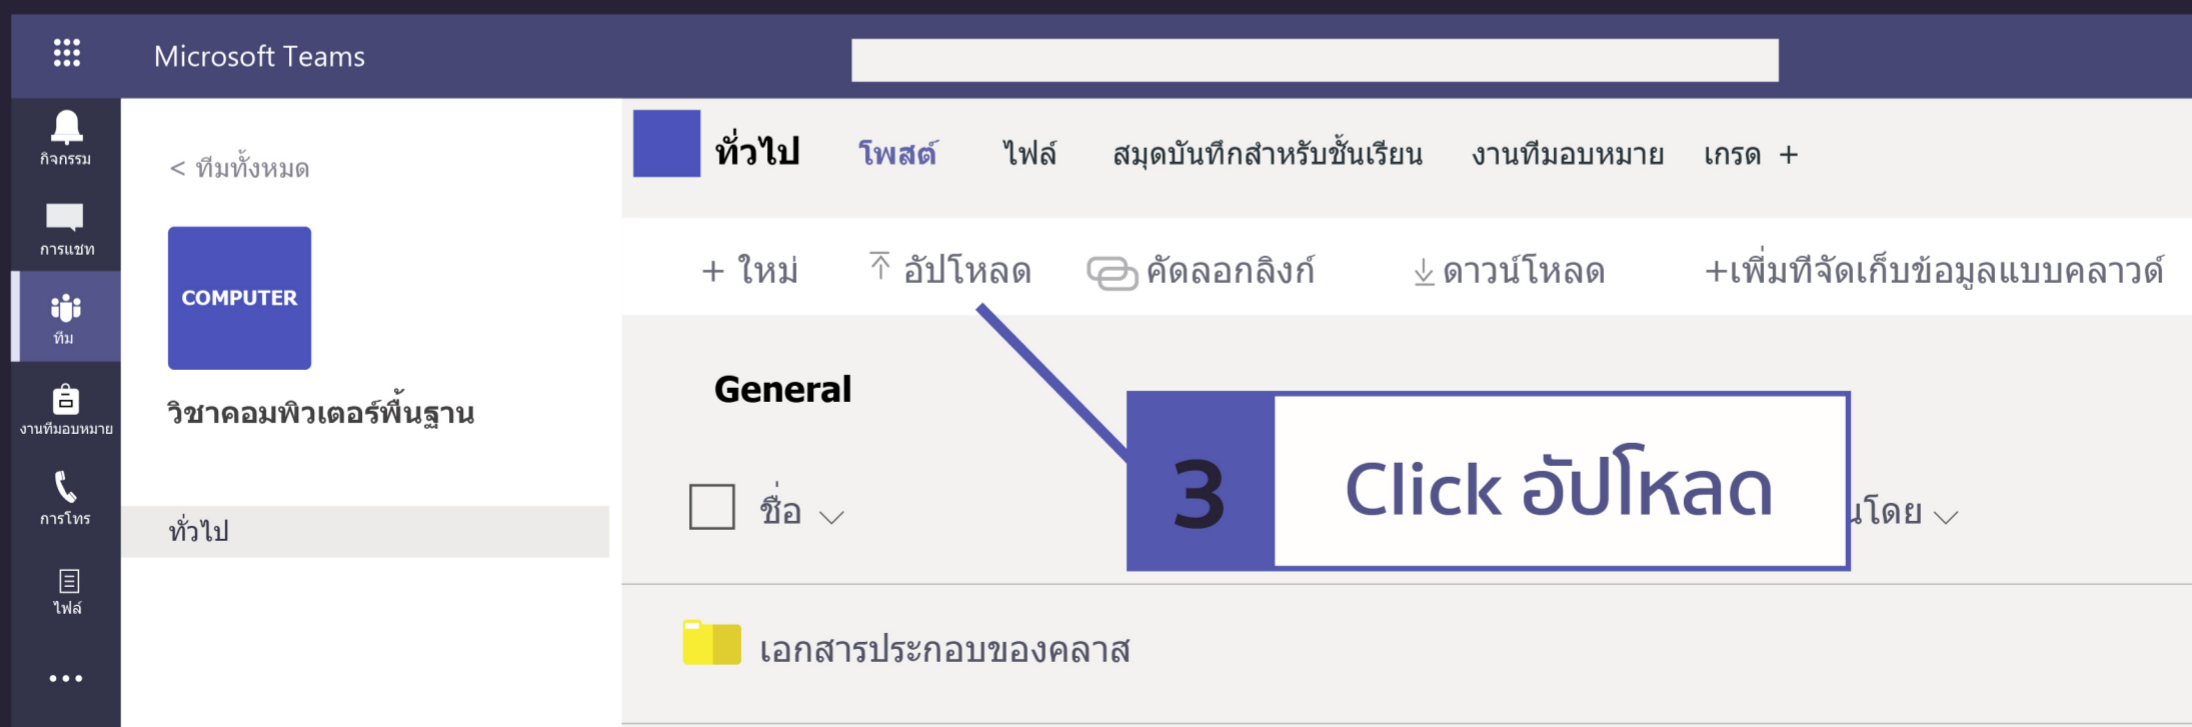 Microsoft Teams
กิจกรรม
การแชท
ทีม
งานทีมอบหมาย
การโทร
ไฟล์
< ทีมทั้งหมด
COMPUTER
วิชาคอมพิวเตอร์พื้นฐาน
ทั่วไป
ทั่วไป โพสต์ ไฟล์ สมุดบันทึกสำหรับชั้นเรียน งานทีมอบหมาย เกรด +
+ ใหม่ อัปโหลด คัดลอกลิงก์ ดาวน์โหลด +เพิ่มที่จัดเก็บข้อมูลแบบคลาวด์
General
3 Click อัปโหลด
ชื่อ โดย
เอกสารประกอบของคลาส